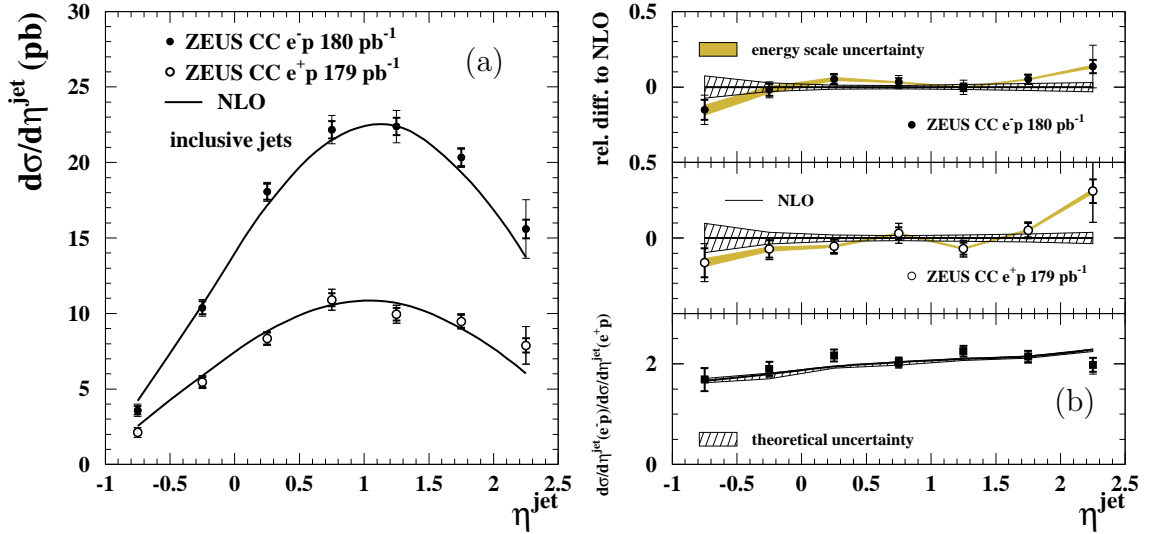 dσ/dη^jet (pb)
30
25
20
15
10
5
0
ZEUS CC e⁻p 180 pb⁻¹
ZEUS CC e⁺p 179 pb⁻¹
NLO
inclusive jets
(a)
-1 -0.5 0 0.5 1 1.5 2 2.5
η^jet
rel. diff. to NLO
0.5
0
0.5
0
energy scale uncertainty
ZEUS CC e⁻p 180 pb⁻¹
NLO
ZEUS CC e⁺p 179 pb⁻¹
dσ/dη^jet(e⁻p)/dσ/dη^jet(e⁺p)
2
0
(b)
theoretical uncertainty
-1 -0.5 0 0.5 1 1.5 2 2.5
η^jet